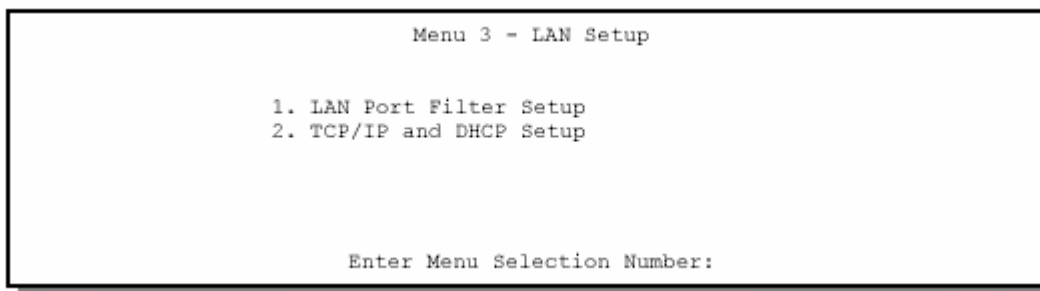 Menu 3 - LAN Setup
1. LAN Port Filter Setup
2. TCP/IP and DHCP Setup
Enter Menu Selection Number: